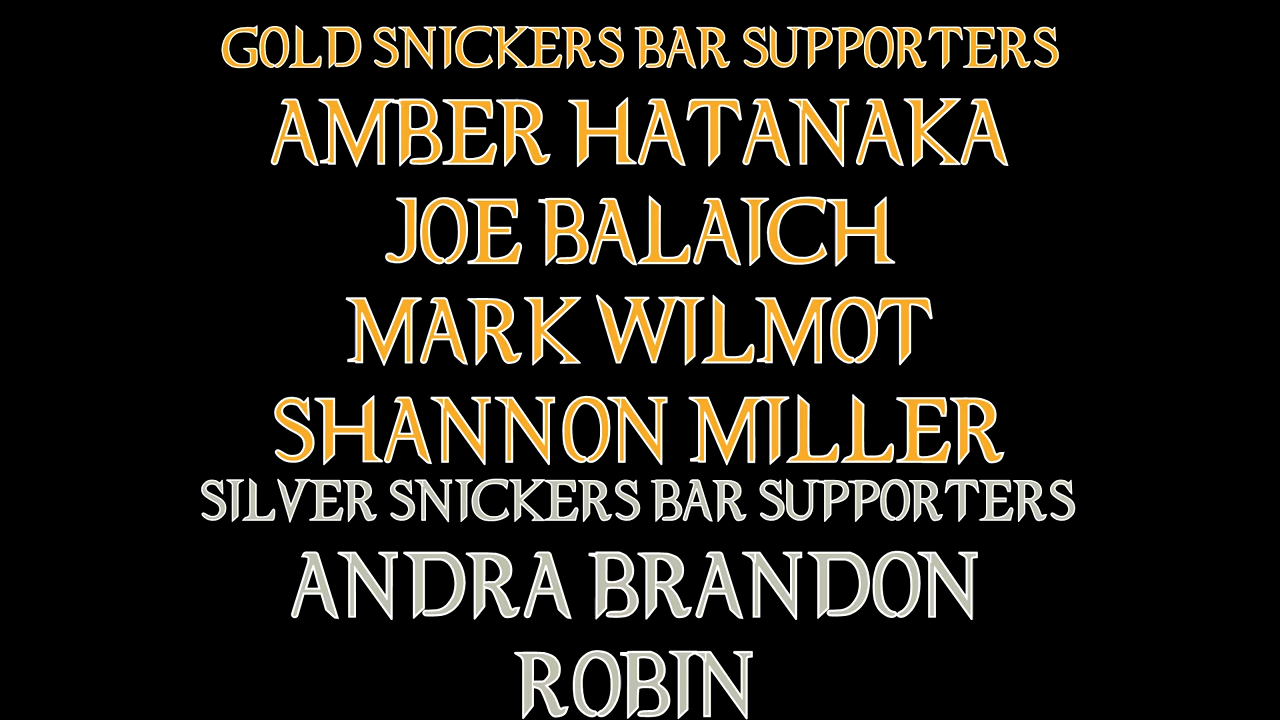 GOLD SNICKERS BAR SUPPORTERS
AMBER HATANAKA
JOE BALAICH
MARK WILMOT
SHANNON MILLER
SILVER SNICKERS BAR SUPPORTERS
ANDRA BRANDON
ROBIN